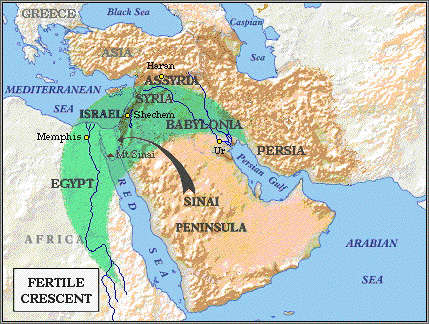 GREECE
Black Sea
Caspian
Sea
ASIA
Haran
ASSYRIA
SYRIA
MEDITERRANEAN
SEA
ISRAEL
Shechem
BABYLONIA
Memphis
Ur
Mt Sinai
PERSIA
Persian Gulf
EGYPT
RED SEA
SINAI
PENINSULA
AFRICA
ARABIAN
SEA
FERTILE
CRESCENT